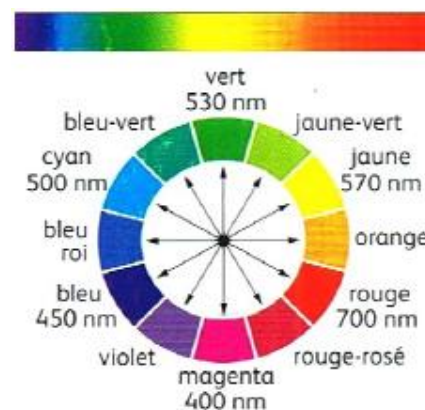 vert
530 nm
bleu-vert
jaune-vert
cyan
500 nm
jaune
570 nm
bleu
roi
orange
bleu
450 nm
rouge
700 nm
violet
rouge-rosé
magenta
400 nm